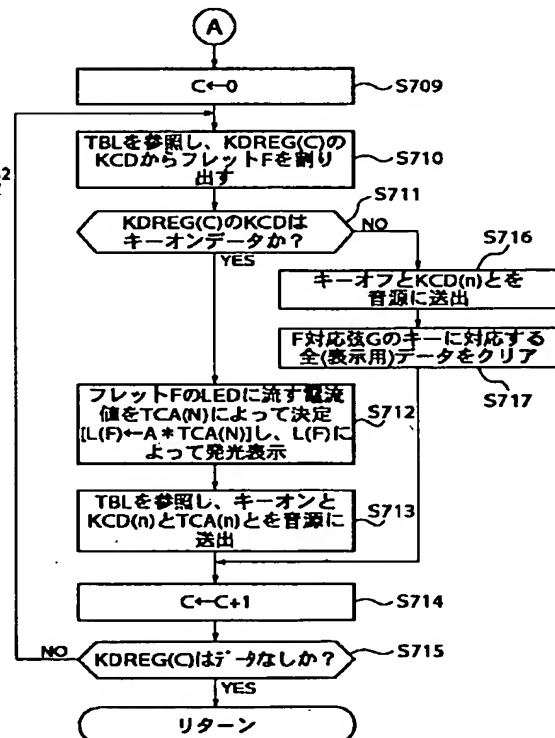 A
C←0
S709
TBLを参照し、KDREG(C)の
KCDからフレットFを割り
出す
S710
KDREG(C)のKCDは
キーオンデータか？
S711
NO
YES
S716
キーオフとKCD(n)とを
音源に送出
F対応弦Gのキーに対応する
全(表示用)データをクリア
S717
フレットFのLEDに流す電流
値をTCA(N)によって決定
[L(F)←A*TCA(N)]し、L(F)に
よって発光表示
S712
TBLを参照し、キーオンと
KCD(n)とTCA(n)とを音源に
送出
S713
C←C+1
S714
KDREG(C)はデータなしか？
S715
NO
YES
リターン